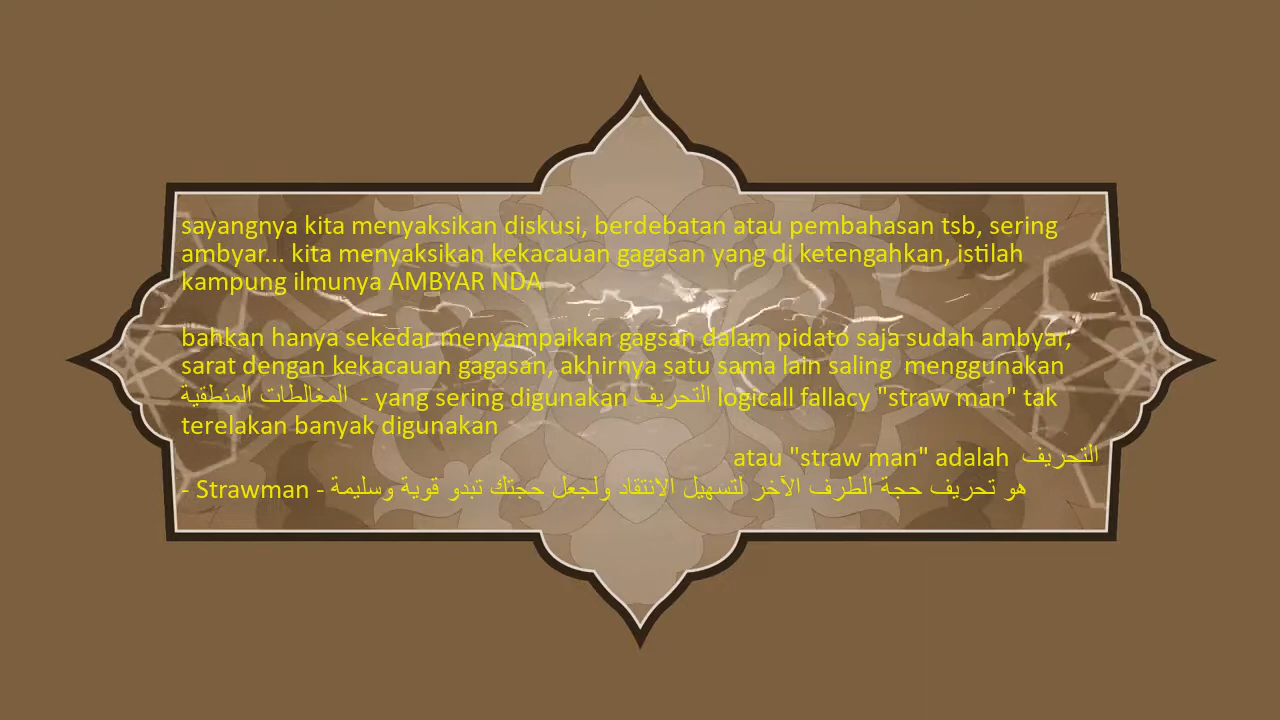 sayangnya kita menyaksikan diskusi, berdebatan atau pembahasan tsb, sering
ambyar... kita menyaksikan kekacauan gagasan yang di ketengahkan, istilah
kampung ilmunya AMBYAR NDA
bahkan hanya sekedar menyampaikan gagsan dalam pidato saja sudah ambyar,
sarat dengan kekacauan gagasan, akhirnya satu sama lain saling menggunakan
المغالطات المنطقية - yang sering digunakan التحريف logicall fallacy "straw man" tak
terelakan banyak digunakan
التحريف atau "straw man" adalah
- Strawman - هو تحريف حجة الطرف الآخر لتسهيل الانتقاد ولجعل حجتك تبدو قوية وسليمة